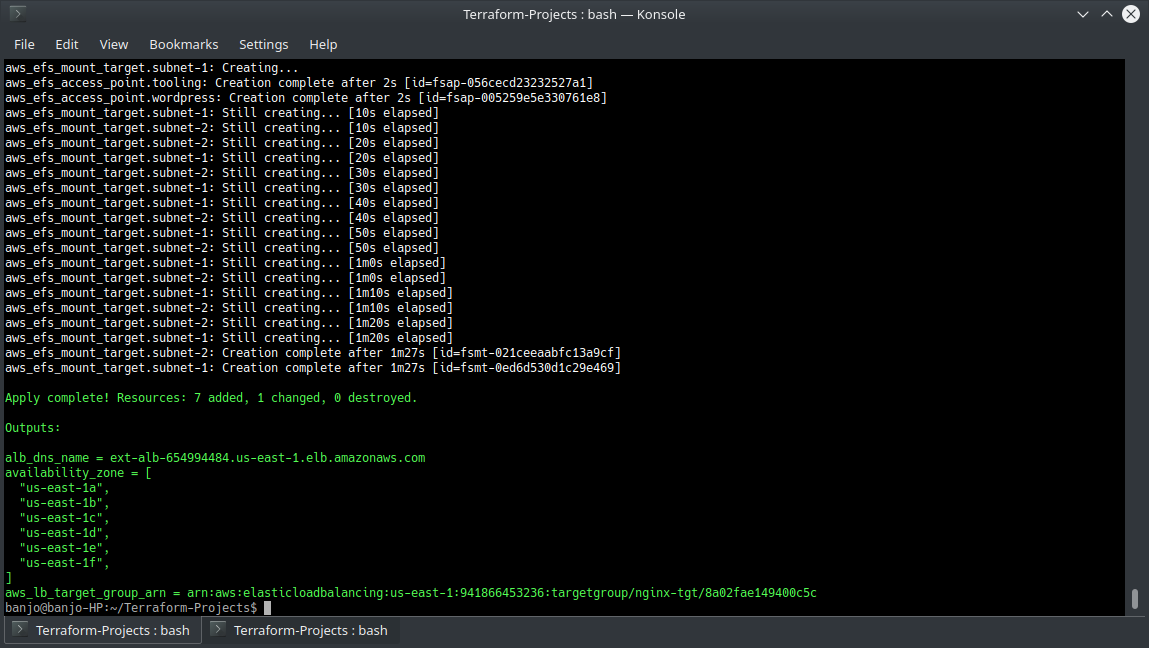 Terraform-Projects : bash — Konsole
File Edit View Bookmarks Settings Help
aws_efs_mount_target.subnet-1: Creating...
aws_efs_access_point.tooling: Creation complete after 2s [id=fsap-056cecd23232527a1]
aws_efs_access_point.wordpress: Creation complete after 2s [id=fsap-005259e5e330761e8]
aws_efs_mount_target.subnet-1: Still creating... [10s elapsed]
aws_efs_mount_target.subnet-2: Still creating... [10s elapsed]
aws_efs_mount_target.subnet-2: Still creating... [20s elapsed]
aws_efs_mount_target.subnet-1: Still creating... [20s elapsed]
aws_efs_mount_target.subnet-2: Still creating... [30s elapsed]
aws_efs_mount_target.subnet-1: Still creating... [30s elapsed]
aws_efs_mount_target.subnet-1: Still creating... [40s elapsed]
aws_efs_mount_target.subnet-2: Still creating... [40s elapsed]
aws_efs_mount_target.subnet-1: Still creating... [50s elapsed]
aws_efs_mount_target.subnet-2: Still creating... [50s elapsed]
aws_efs_mount_target.subnet-1: Still creating... [1m0s elapsed]
aws_efs_mount_target.subnet-2: Still creating... [1m0s elapsed]
aws_efs_mount_target.subnet-1: Still creating... [1m10s elapsed]
aws_efs_mount_target.subnet-2: Still creating... [1m10s elapsed]
aws_efs_mount_target.subnet-2: Still creating... [1m20s elapsed]
aws_efs_mount_target.subnet-1: Still creating... [1m20s elapsed]
aws_efs_mount_target.subnet-2: Creation complete after 1m27s [id=fsmt-021ceeaabfc13a9cf]
aws_efs_mount_target.subnet-1: Creation complete after 1m27s [id=fsmt-0ed6d530d1c29e469]
Apply complete! Resources: 7 added, 1 changed, 0 destroyed.
Outputs:
alb_dns_name = ext-alb-654994484.us-east-1.elb.amazonaws.com
availability_zone = [
"us-east-1a",
"us-east-1b",
"us-east-1c",
"us-east-1d",
"us-east-1e",
"us-east-1f",
]
aws_lb_target_group_arn = arn:aws:elasticloadbalancing:us-east-1:941866453236:targetgroup/nginx-tgt/8a02fae149400c5c
banjo@banjo-HP:~/Terraform-Projects$
Terraform-Projects : bash Terraform-Projects : bash